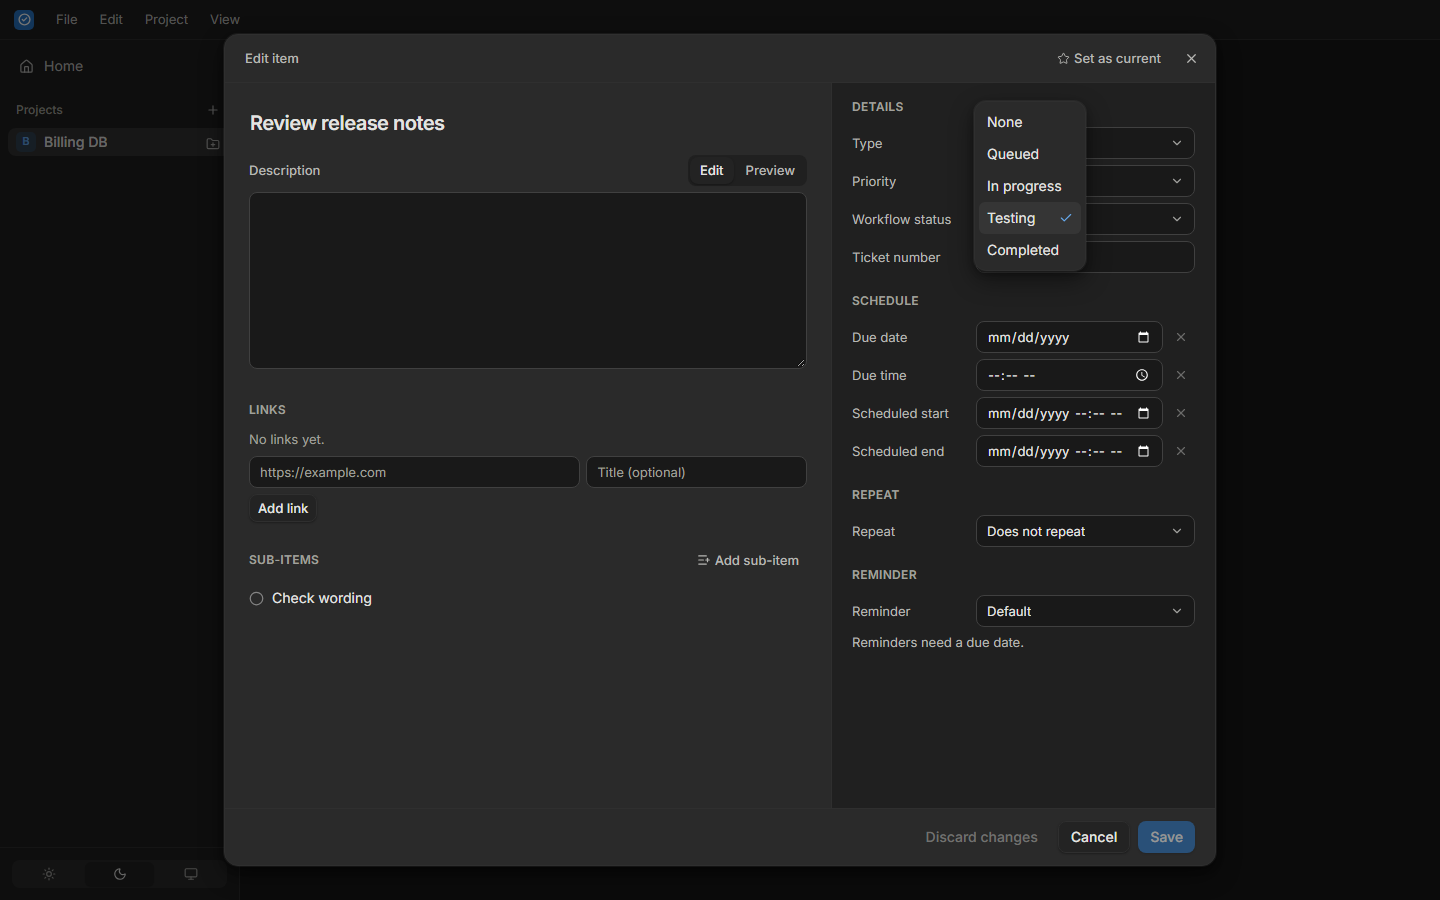 File Edit Project View
Home
Projects
B Billing DB
Edit item
Set as current
Review release notes
Description
Edit Preview
LINKS
No links yet.
https://example.com
Title (optional)
Add link
SUB-ITEMS
Add sub-item
Check wording
DETAILS
Type
Priority
Workflow status
Ticket number
None
Queued
In progress
Testing
Completed
SCHEDULE
Due date mm/dd/yyyy
Due time --:-- --
Scheduled start mm/dd/yyyy --:-- --
Scheduled end mm/dd/yyyy --:-- --
REPEAT
Repeat Does not repeat
REMINDER
Reminder Default
Reminders need a due date.
Discard changes Cancel Save